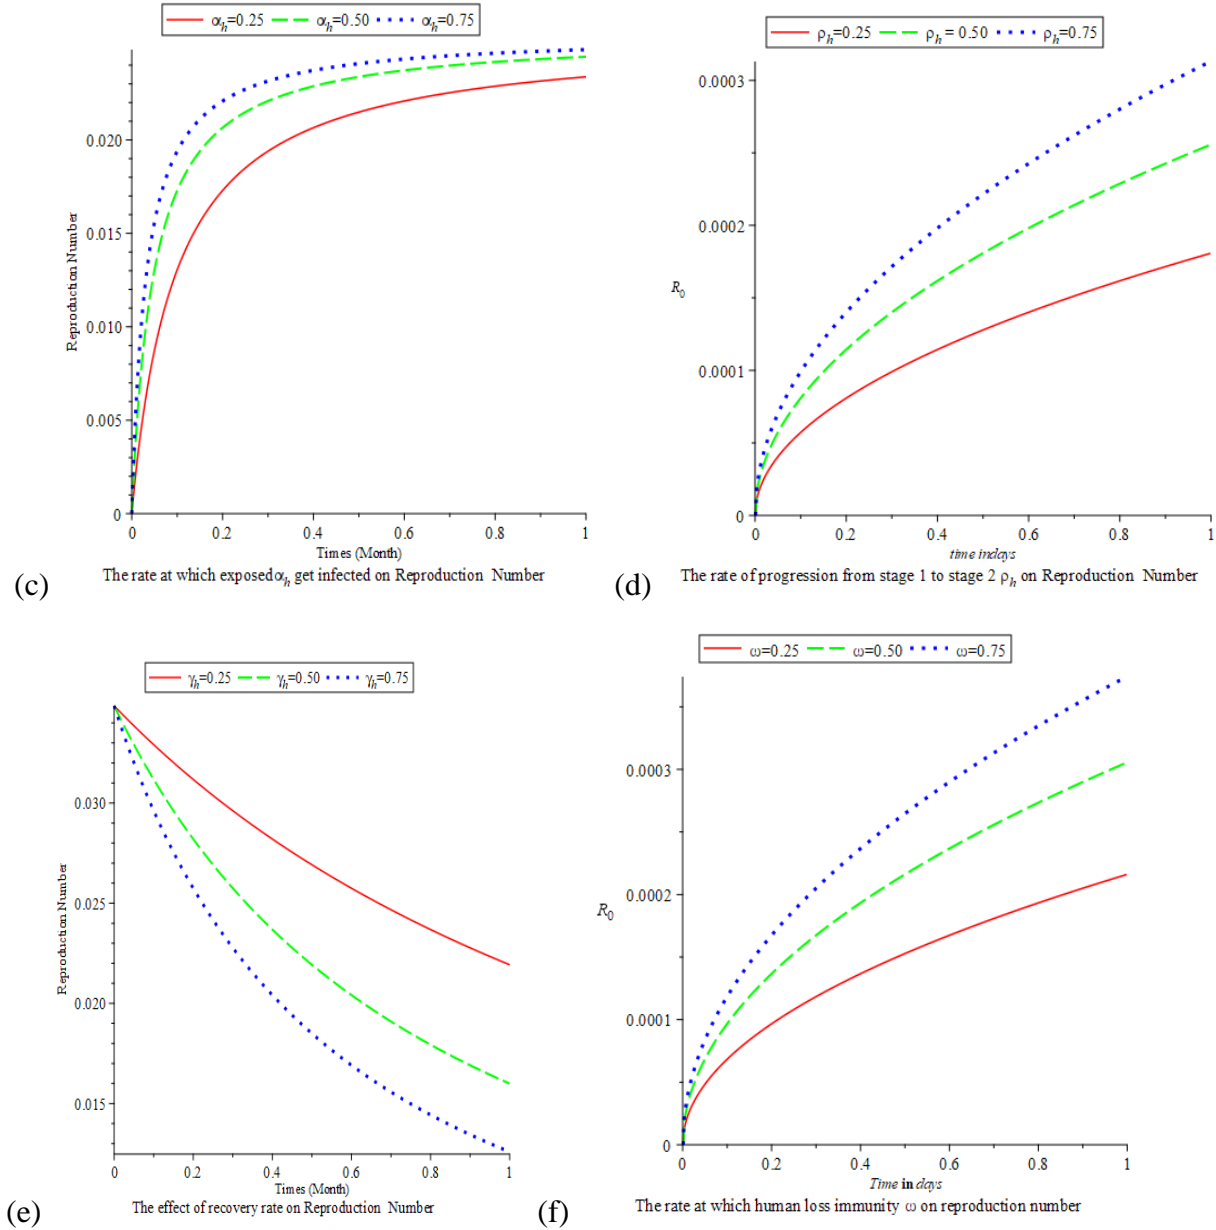 αh=0.25 αh=0.50 αh=0.75
0.020
0.015
0.010
0.005
0
Reproduction Number
0 0.2 0.4 0.6 0.8 1
Times (Month)
(c) The rate at which exposedαh get infected on Reproduction Number
ρh=0.25 ρh= 0.50 ρh=0.75
0.0003
0.0002
R0
0.0001
0
0 0.2 0.4 0.6 0.8 1
time indays
(d) The rate of progression from stage 1 to stage 2 ρh on Reproduction Number
γh=0.25 γh=0.50 γh=0.75
0.030
0.025
0.020
0.015
Reproduction Number
0 0.2 0.4 0.6 0.8 1
Times (Month)
(e) The effect of recovery rate on Reproduction Number
ω=0.25 ω=0.50 ω=0.75
0.0003
0.0002
R0
0.0001
0
0 0.2 0.4 0.6 0.8 1
Time in days
(f) The rate at which human loss immunity ω on reproduction number